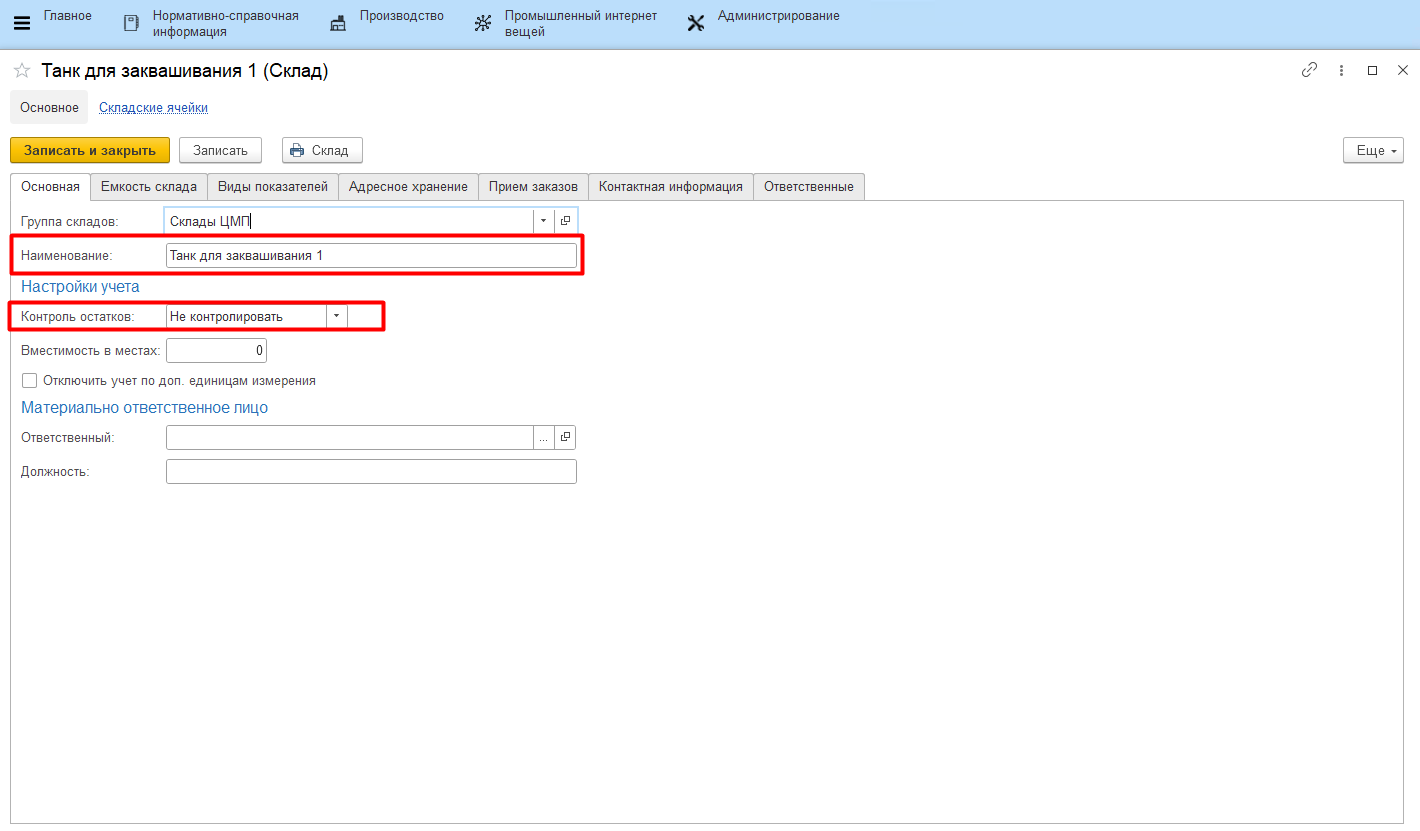 Главное
Нормативно-справочная
информация
Производство
Промышленный интернет
вещей
Администрирование
Танк для заквашивания 1 (Склад)
Основное Складские ячейки
Записать и закрыть Записать Склад Еще
Основная Емкость склада Виды показателей Адресное хранение Прием заказов Контактная информация Ответственные
Группа складов: Склады ЦМП
Наименование: Танк для заквашивания 1
Настройки учета
Контроль остатков: Не контролировать
Вместимость в местах: 0
Отключить учет по доп. единицам измерения
Материально ответственное лицо
Ответственный: ...
Должность: